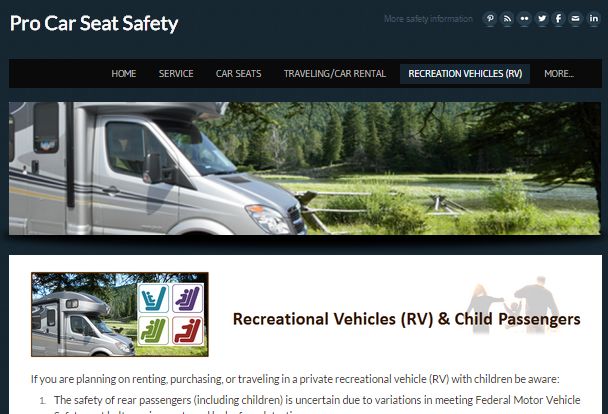 Pro Car Seat Safety
More safety information
HOME SERVICE CAR SEATS TRAVELING/CAR RENTAL RECREATION VEHICLES (RV) MORE...
Recreational Vehicles (RV) & Child Passengers
If you are planning on renting, purchasing, or traveling in a private recreational vehicle (RV) with children be aware:
1. The safety of rear passengers (including children) is uncertain due to variations in meeting Federal Motor Vehicle